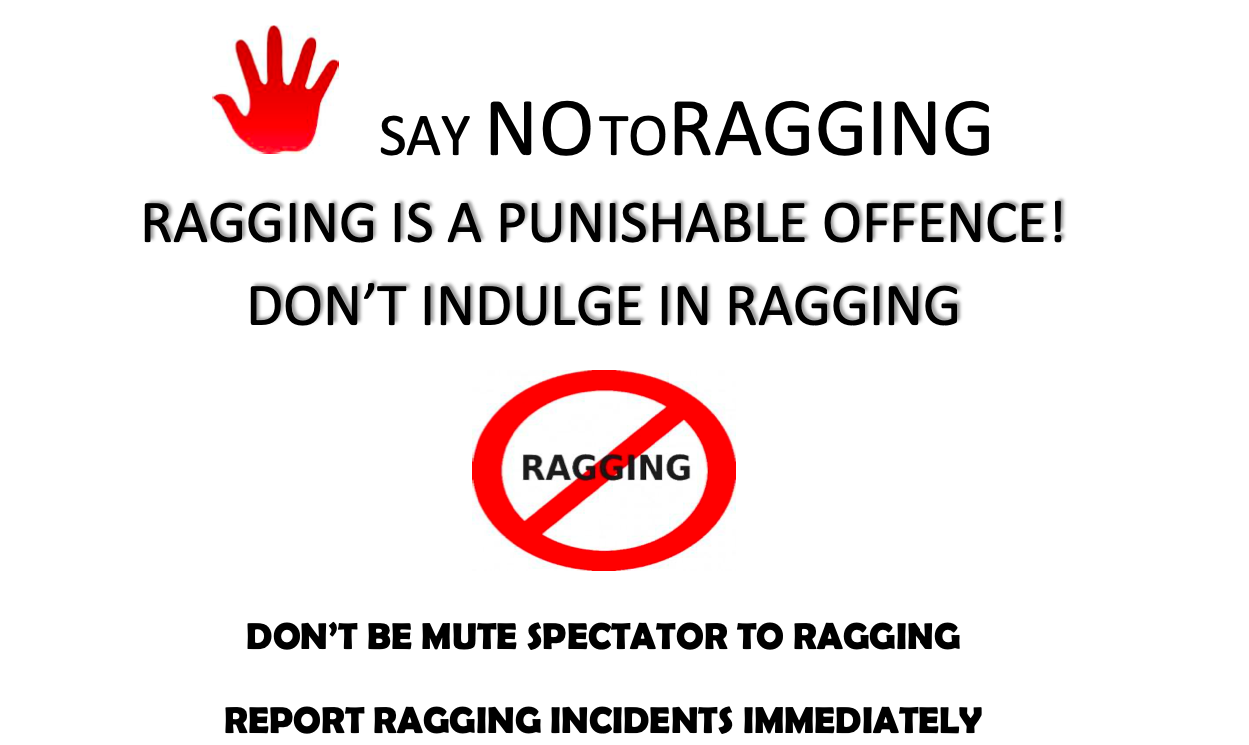 SAY NO TO RAGGING
RAGGING IS A PUNISHABLE OFFENCE!
DON’T INDULGE IN RAGGING
RAGGING
DON’T BE MUTE SPECTATOR TO RAGGING
REPORT RAGGING INCIDENTS IMMEDIATELY